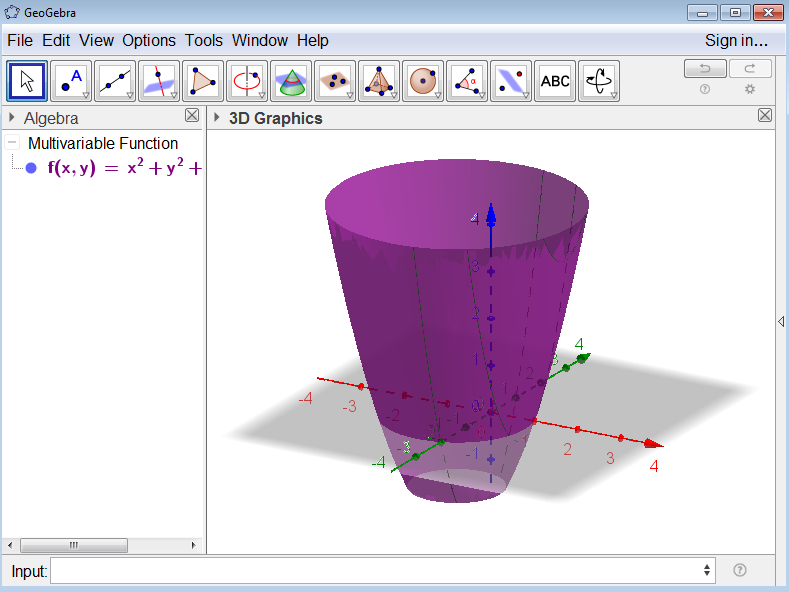 GeoGebra
File Edit View Options Tools Window Help Sign in...
A
α
ABC
Algebra
3D Graphics
Multivariable Function
f(x, y) = x² + y² +
4
3
2
1
0
-1
-4
-3
-2
-1
2
3
4
4
3
2
-4
Input: